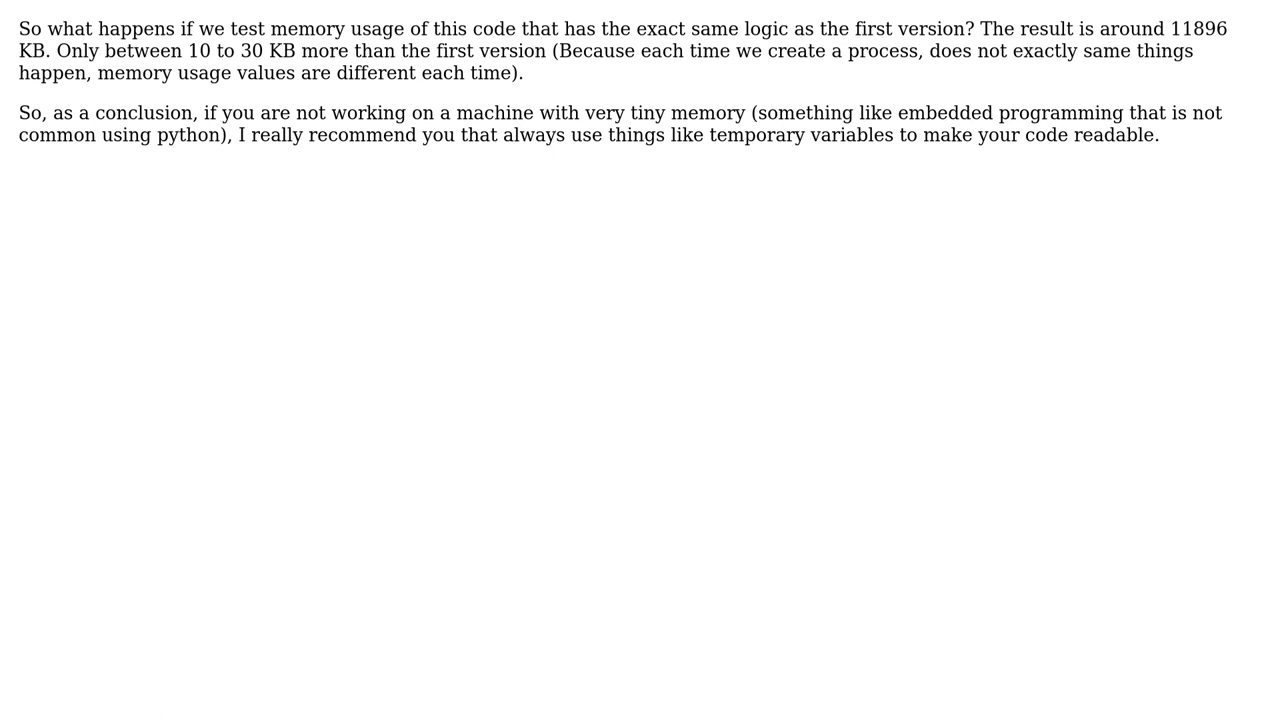 So what happens if we test memory usage of this code that has the exact same logic as the first version? The result is around 11896
KB. Only between 10 to 30 KB more than the first version (Because each time we create a process, does not exactly same things
happen, memory usage values are different each time).
So, as a conclusion, if you are not working on a machine with very tiny memory (something like embedded programming that is not
common using python), I really recommend you that always use things like temporary variables to make your code readable.